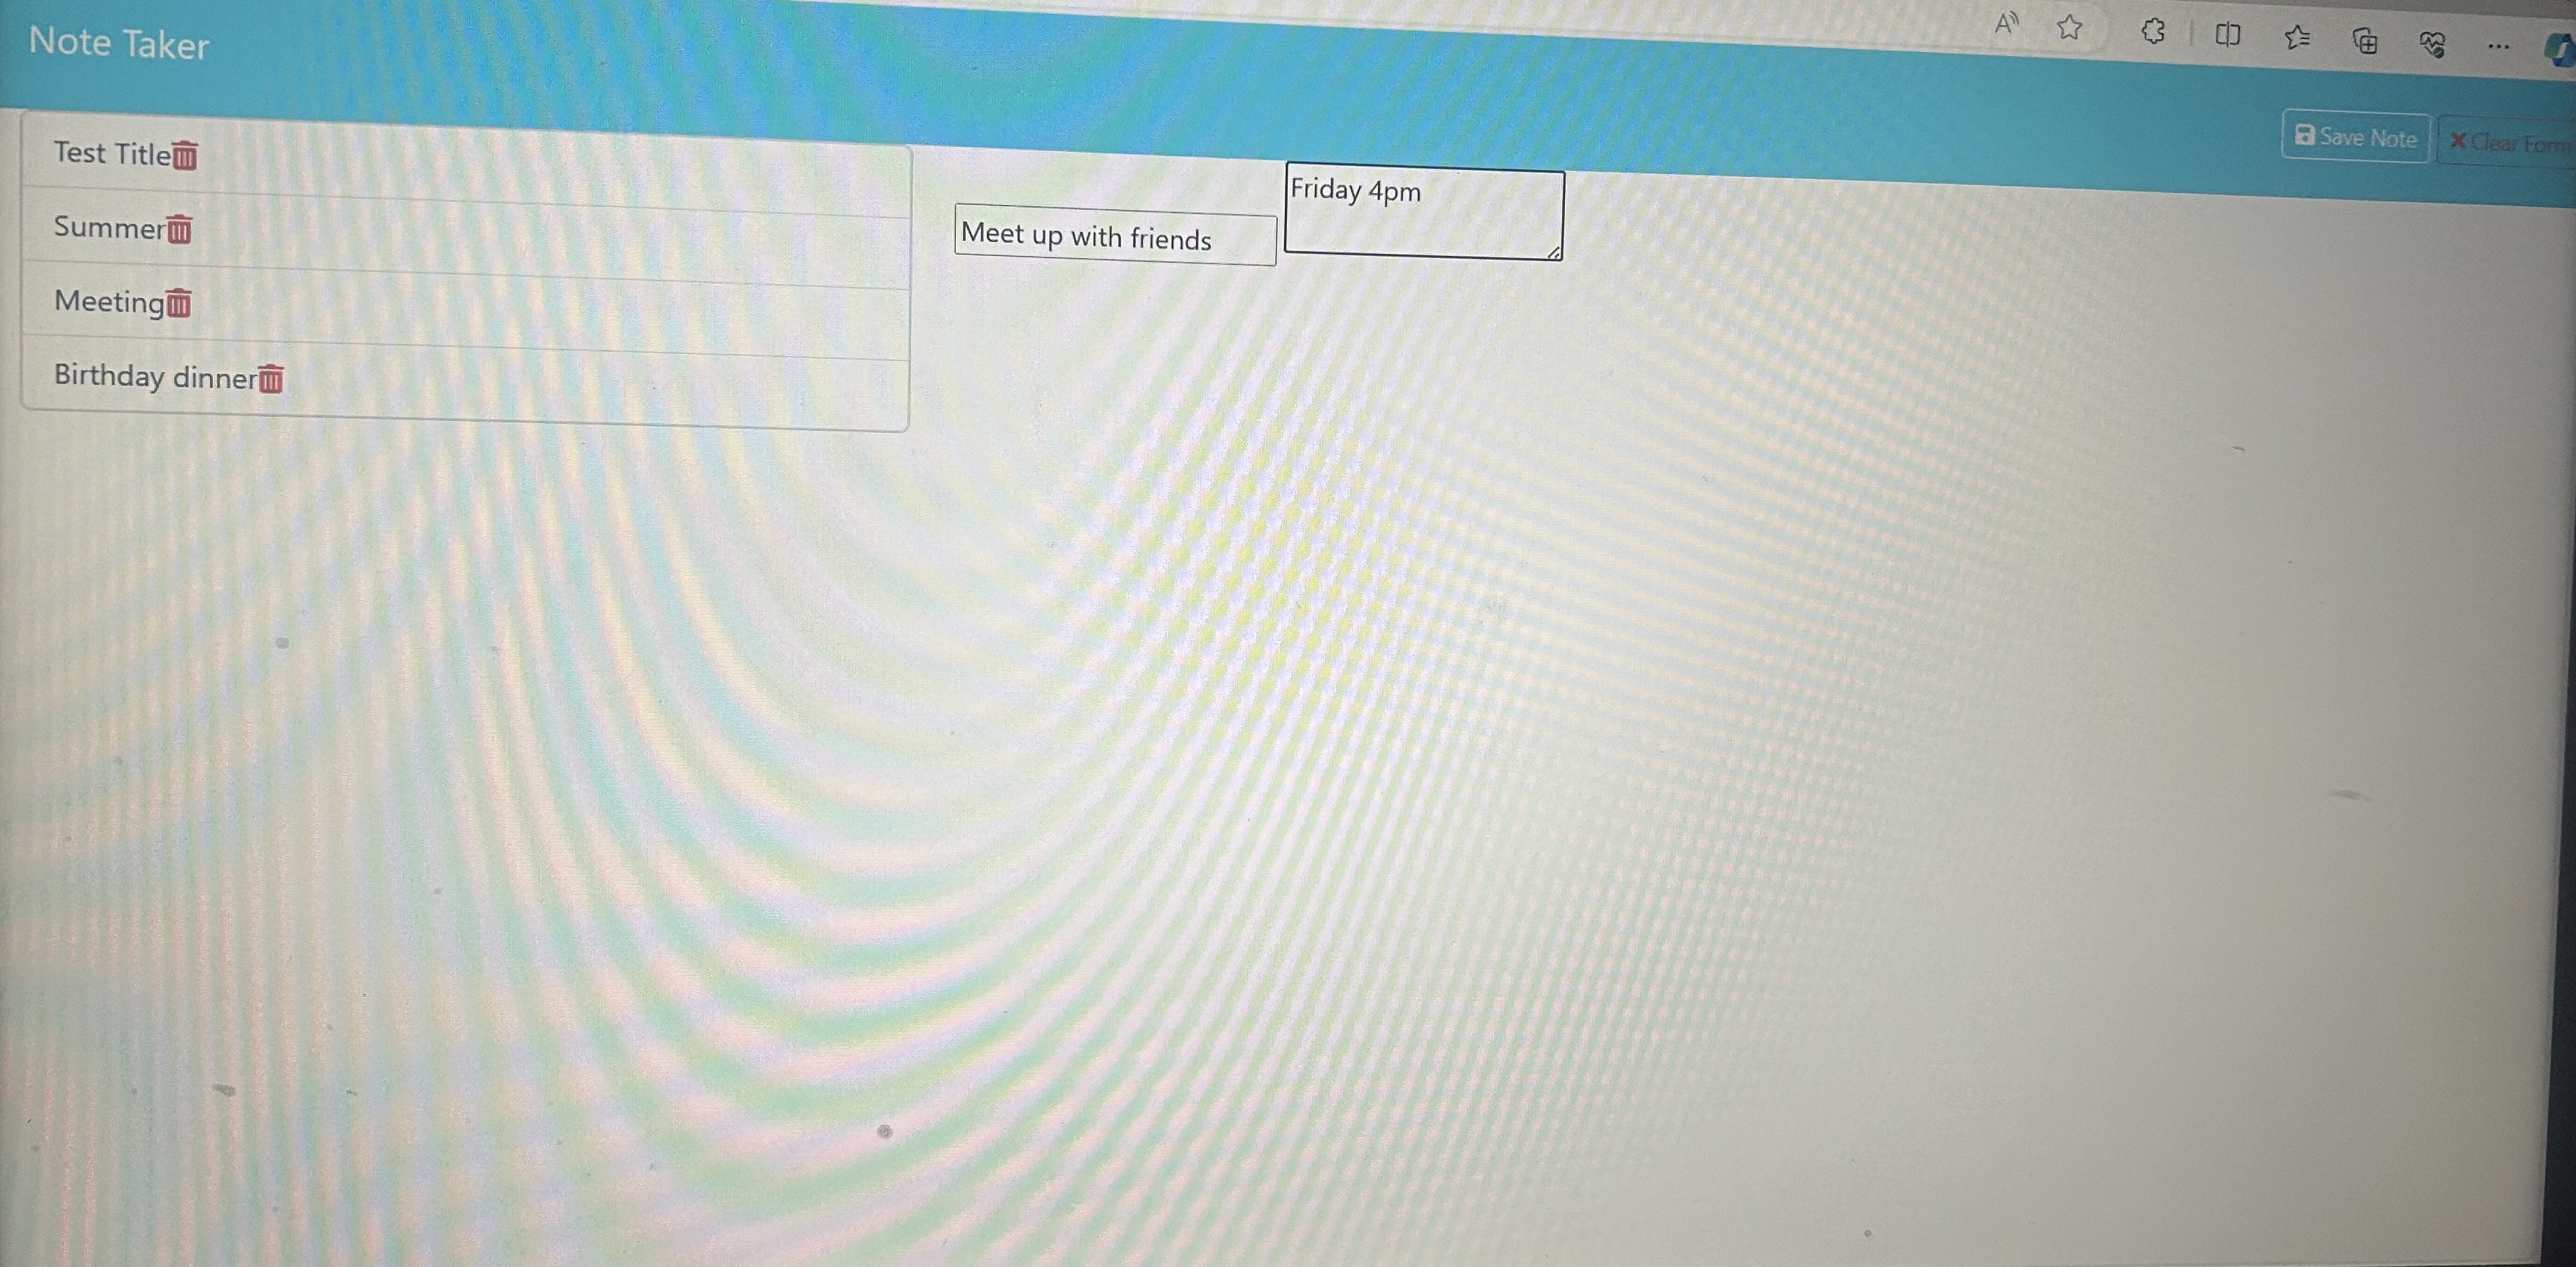 Note Taker
Save Note
Clear Form
Test Title
Summer
Meeting
Birthday dinner
Meet up with friends
Friday 4pm